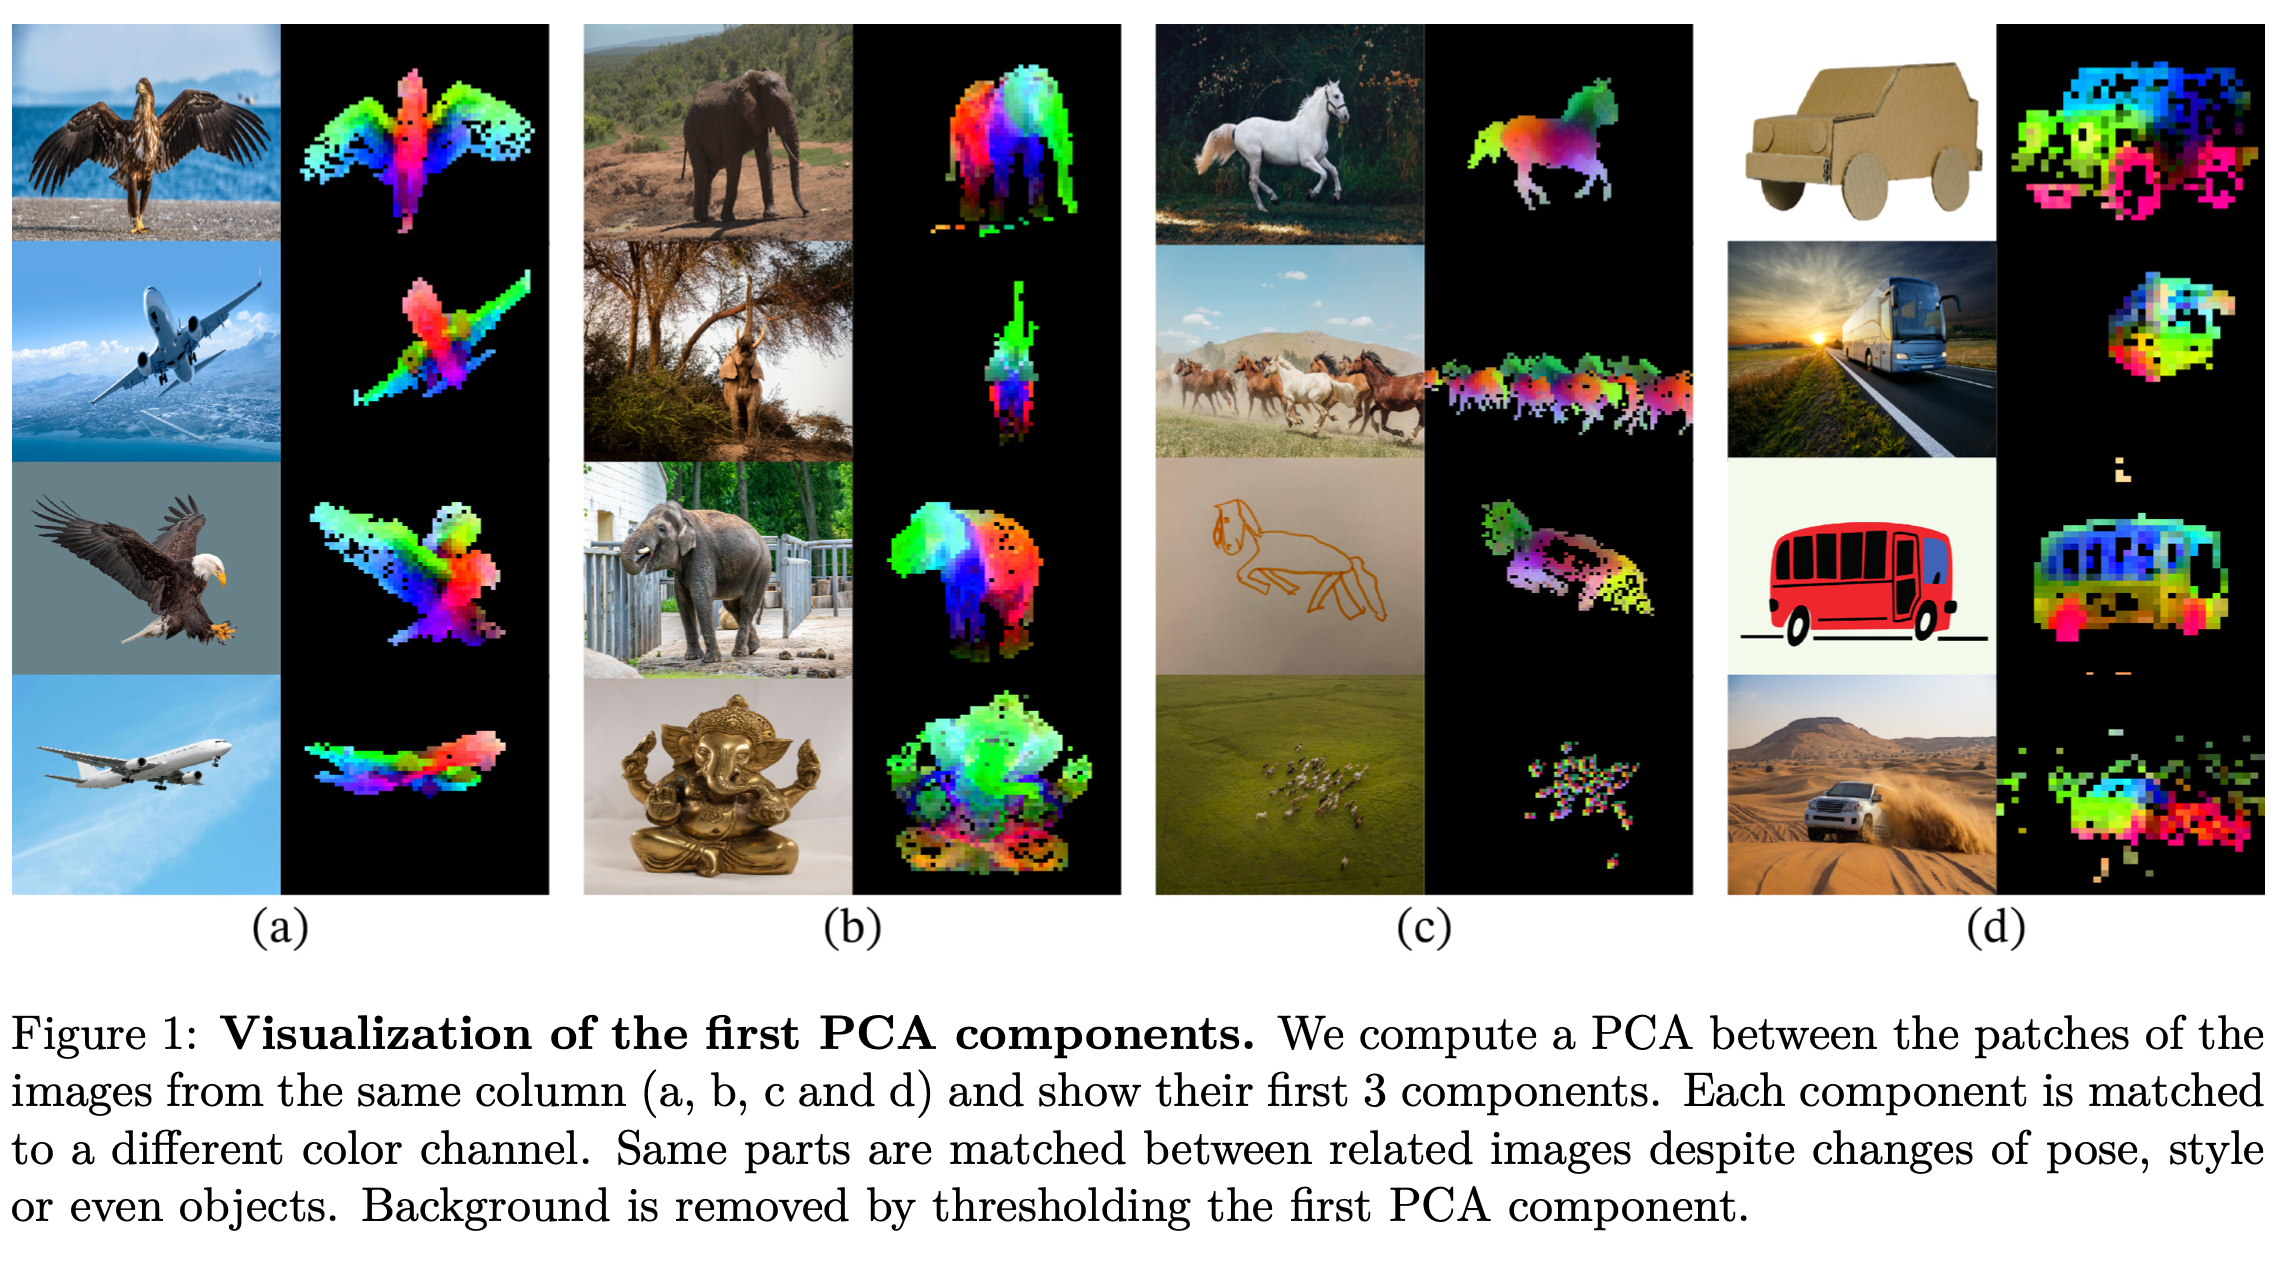 (a) (b) (c) (d)
Figure 1: Visualization of the first PCA components. We compute a PCA between the patches of the
images from the same column (a, b, c and d) and show their first 3 components. Each component is matched
to a different color channel. Same parts are matched between related images despite changes of pose, style
or even objects. Background is removed by thresholding the first PCA component.